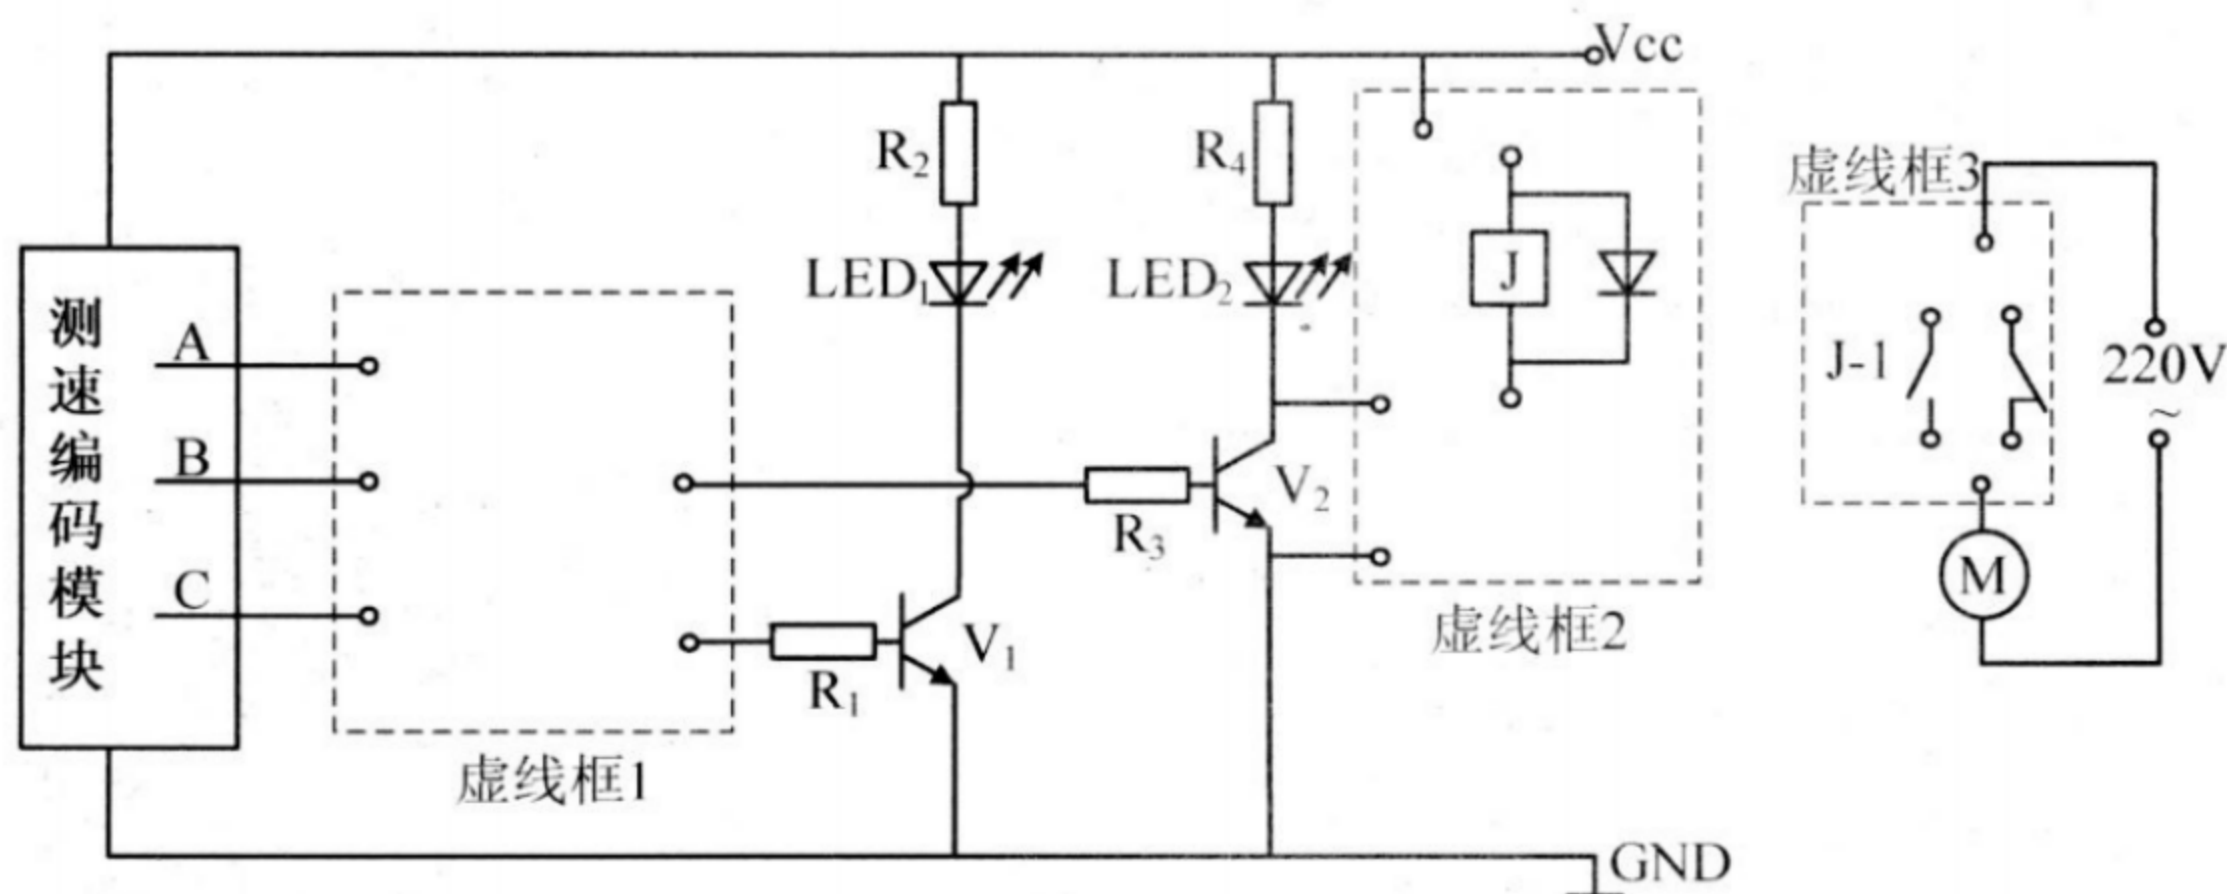 Vcc
R₂
R₄
虚线框3
测速编码模块
A
B
C
LED₁
LED₂
J
J-1
220V
~
V₂
R₃
V₁
R₁
M
虚线框2
虚线框1
GND